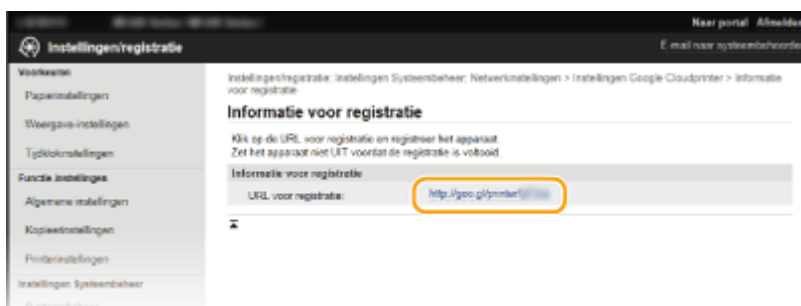 Naar portal Afmelden
Instellingen/registratie
E-mail naar systeembeheerder
Voorkeuren
Papierinstellingen
Weergave-instellingen
Tijdklokinstellingen
Functie-instellingen
Algemene instellingen
Kopieerinstellingen
Printerinstellingen
Instellingen Systeembeheer
Instellingen/registratie: Instellingen Systeembeheer: Netwerkinstellingen > Instellingen Google Cloudprinter > Informatie
voor registratie
Informatie voor registratie
Klik op de URL voor registratie en registreer het apparaat.
Zet het apparaat niet UIT voordat de registratie is voltooid.
Informatie voor registratie
URL voor registratie: http://goo.gl/printer/